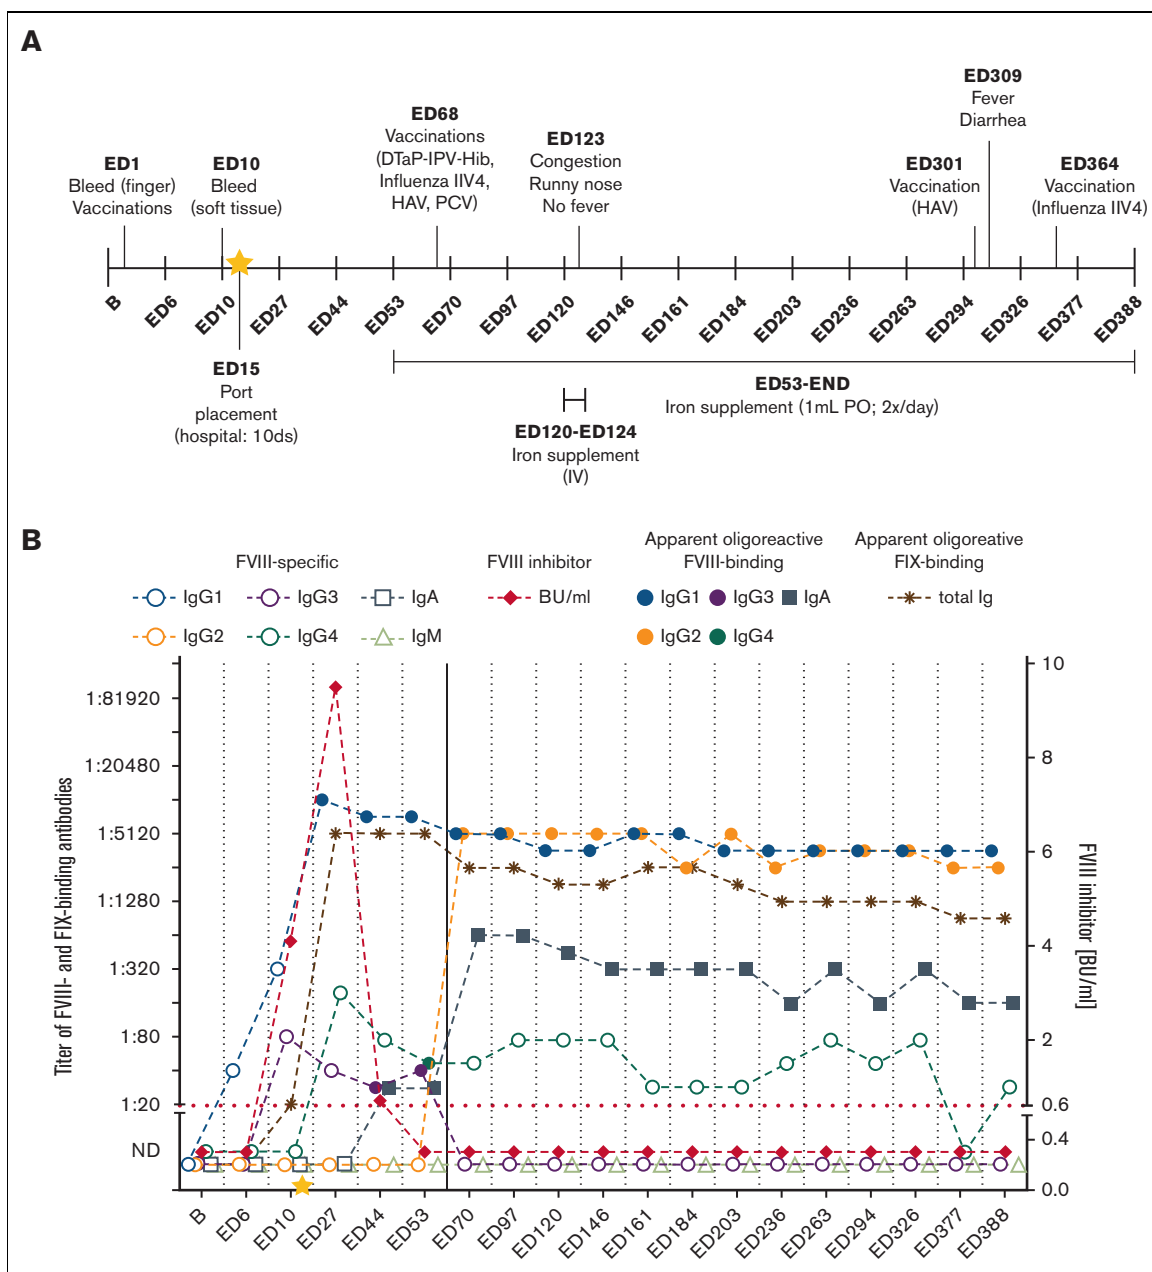 A
ED309
Fever
Diarrhea
ED68
Vaccinations
(DTaP-IPV-Hib,
Influenza IIV4,
HAV, PCV)
ED123
Congestion
Runny nose
No fever
ED1
Bleed (finger)
Vaccinations
ED10
Bleed
(soft tissue)
ED301
Vaccination
(HAV)
ED364
Vaccination
(Influenza IIV4)
B ED6 ED10 ED27 ED44 ED53 ED70 ED97 ED120 ED146 ED161 ED184 ED203 ED236 ED263 ED294 ED326 ED377 ED388
ED15
Port
placement
(hospital: 10ds)
ED53-END
Iron supplement (1mL PO; 2x/day)
ED120-ED124
Iron supplement
(IV)
B
FVIII-specific
FVIII inhibitor
Apparent oligoreactive
FVIII-binding
Apparent oligoreative
FIX-binding
IgG1 IgG3 IgA BU/ml IgG1 IgG3 IgA total Ig
IgG2 IgG4 IgM IgG2 IgG4
Titer of FVIII- and FIX-binding antibodies
1:81920
1:20480
1:5120
1:1280
1:320
1:80
1:20
ND
10
8
6
4
2
0.6
0.4
0.0
FVIII inhibitor [BU/ml]
B ED6 ED10 ED27 ED44 ED53 ED70 ED97 ED120 ED146 ED161 ED184 ED203 ED236 ED263 ED294 ED326 ED377 ED388